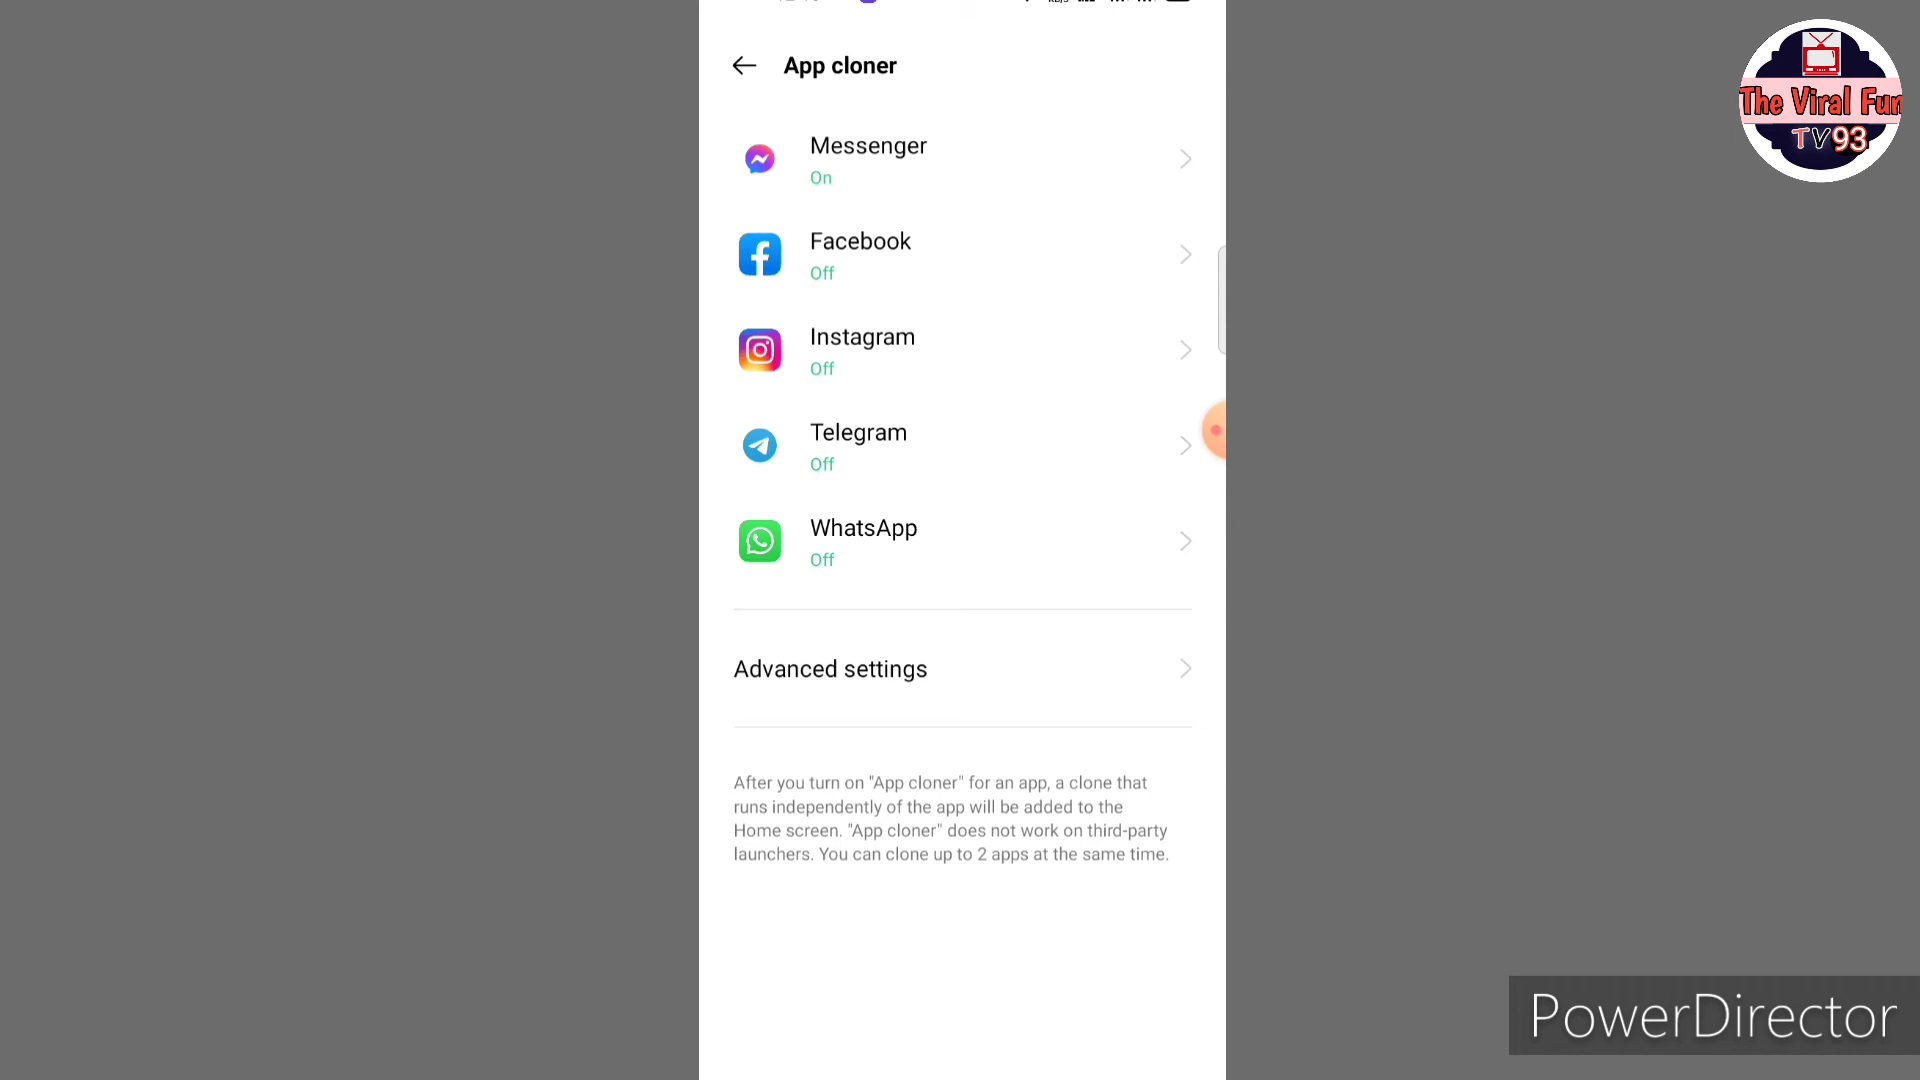 App cloner
Messenger
On
Facebook
Off
Instagram
Off
Telegram
Off
WhatsApp
Off
Advanced settings
After you turn on "App cloner" for an app, a clone that
runs independently of the app will be added to the
Home screen. "App cloner" does not work on third-party
launchers. You can clone up to 2 apps at the same time.
The Viral Fun
TV93
PowerDirector